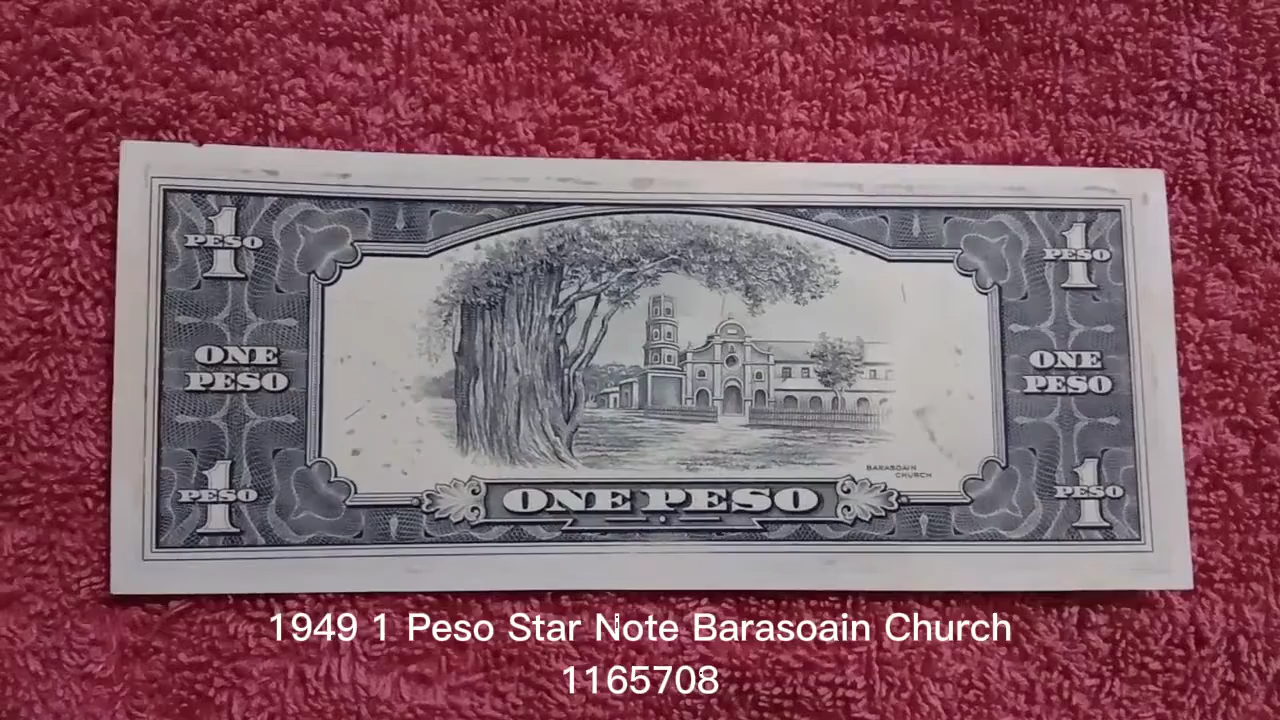 1 PESO
1 PESO
ONE PESO
ONE PESO
1 PESO
1 PESO
BARASOAIN CHURCH
ONE PESO
1949 1 Peso Star Note Barasoain Church
1165708